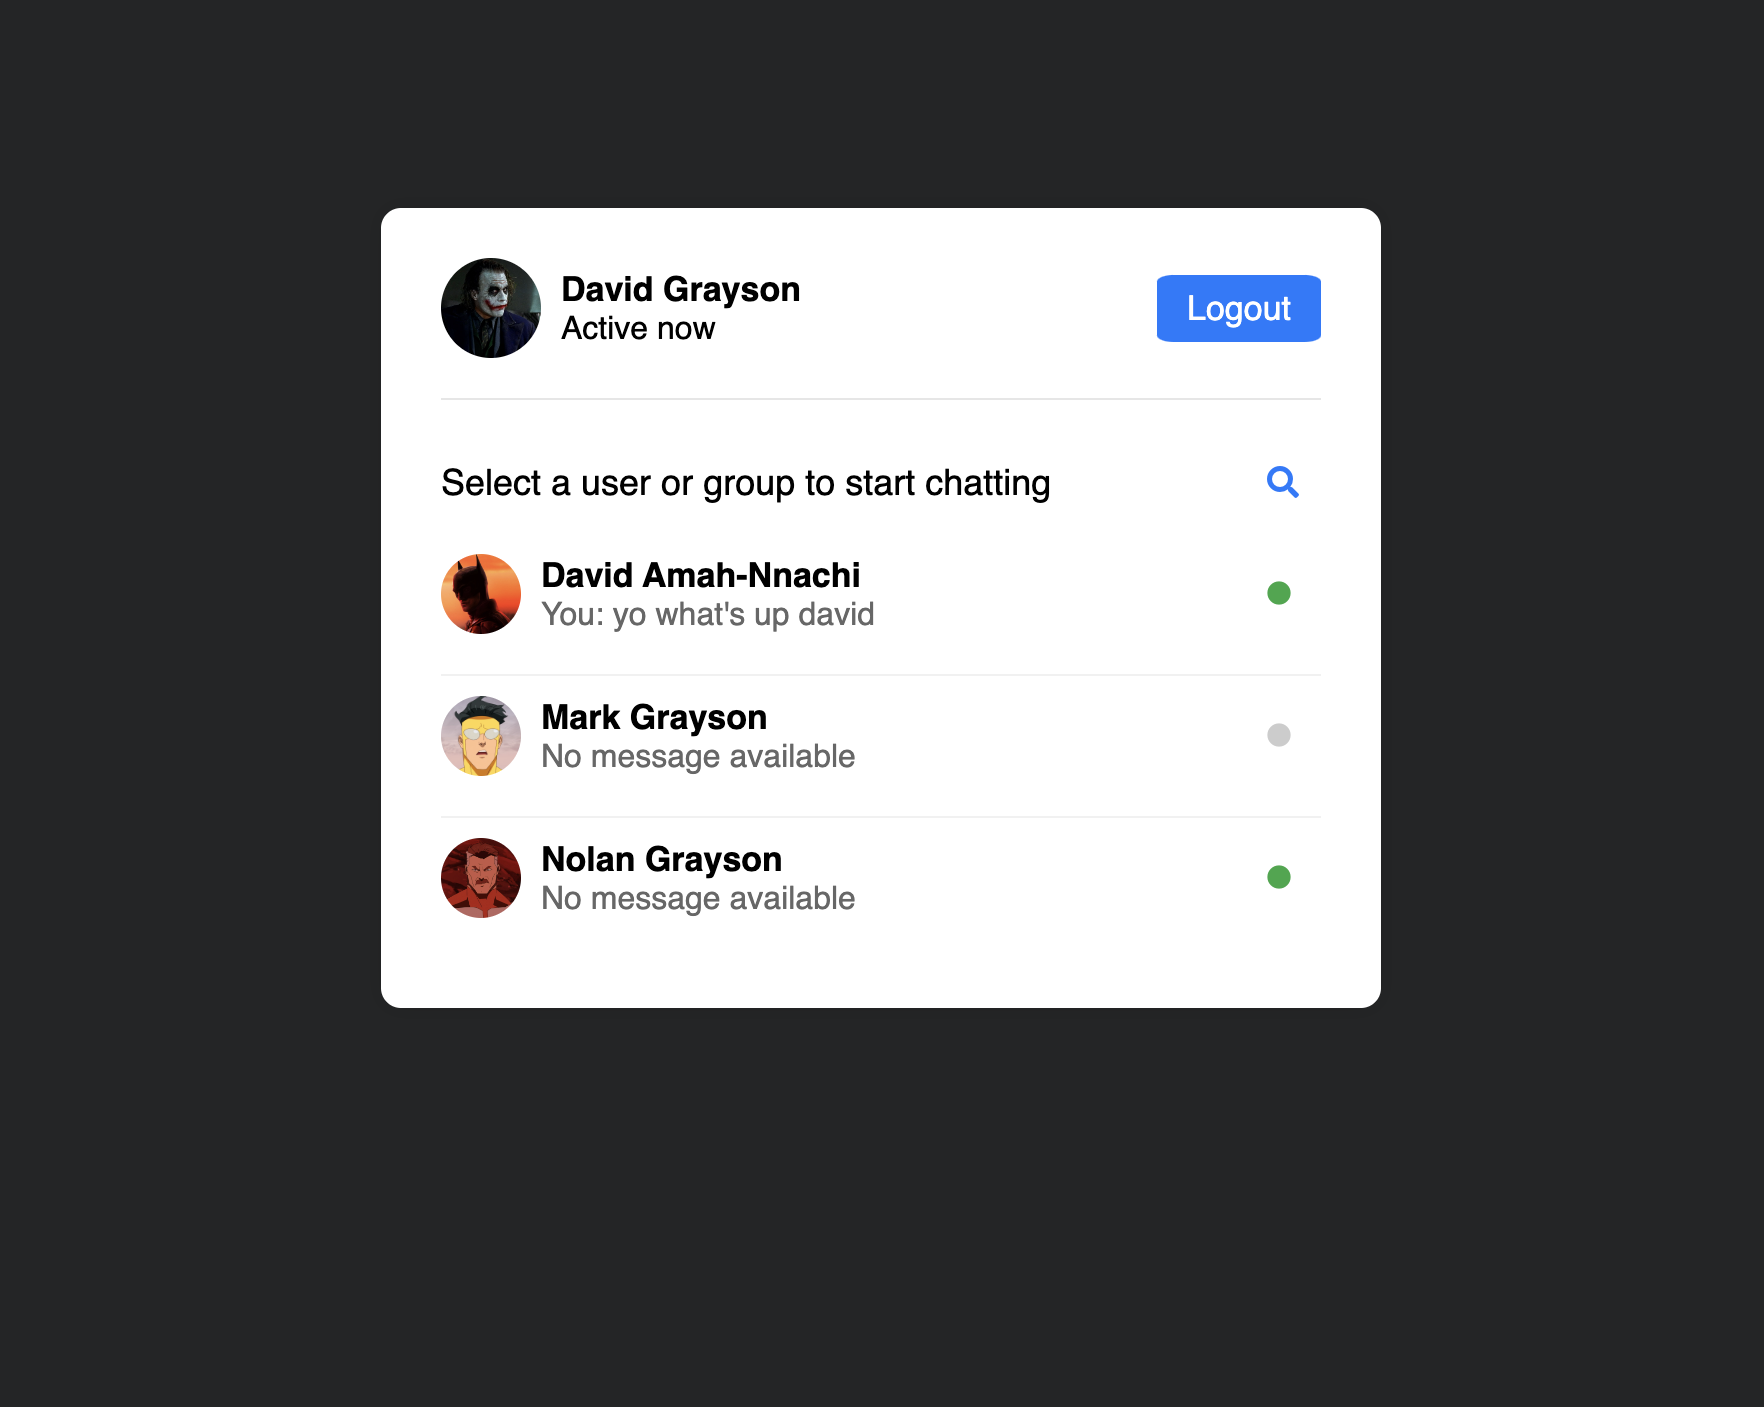 David Grayson
Active now
Logout
Select a user or group to start chatting
David Amah-Nnachi
You: yo what's up david
Mark Grayson
No message available
Nolan Grayson
No message available